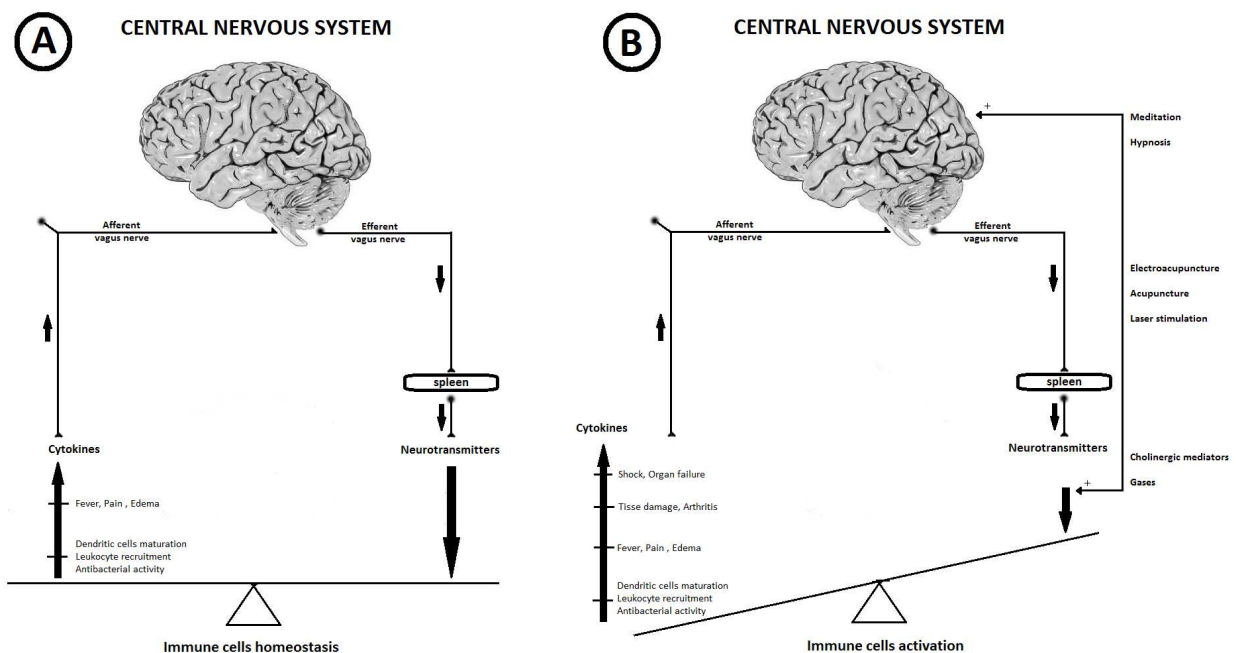 A
CENTRAL NERVOUS SYSTEM
Afferent
vagus nerve
Efferent
vagus nerve
spleen
Cytokines
Neurotransmitters
Fever, Pain , Edema
Dendritic cells maturation
Leukocyte recruitment
Antibacterial activity
Immune cells homeostasis
B
CENTRAL NERVOUS SYSTEM
+
Meditation
Hypnosis
Afferent
vagus nerve
Efferent
vagus nerve
Electroacupuncture
Acupuncture
Laser stimulation
spleen
Cytokines
Neurotransmitters
Cholinergic mediators
Gases
+
Shock, Organ failure
Tisse damage, Arthritis
Fever, Pain , Edema
Dendritic cells maturation
Leukocyte recruitment
Antibacterial activity
Immune cells activation